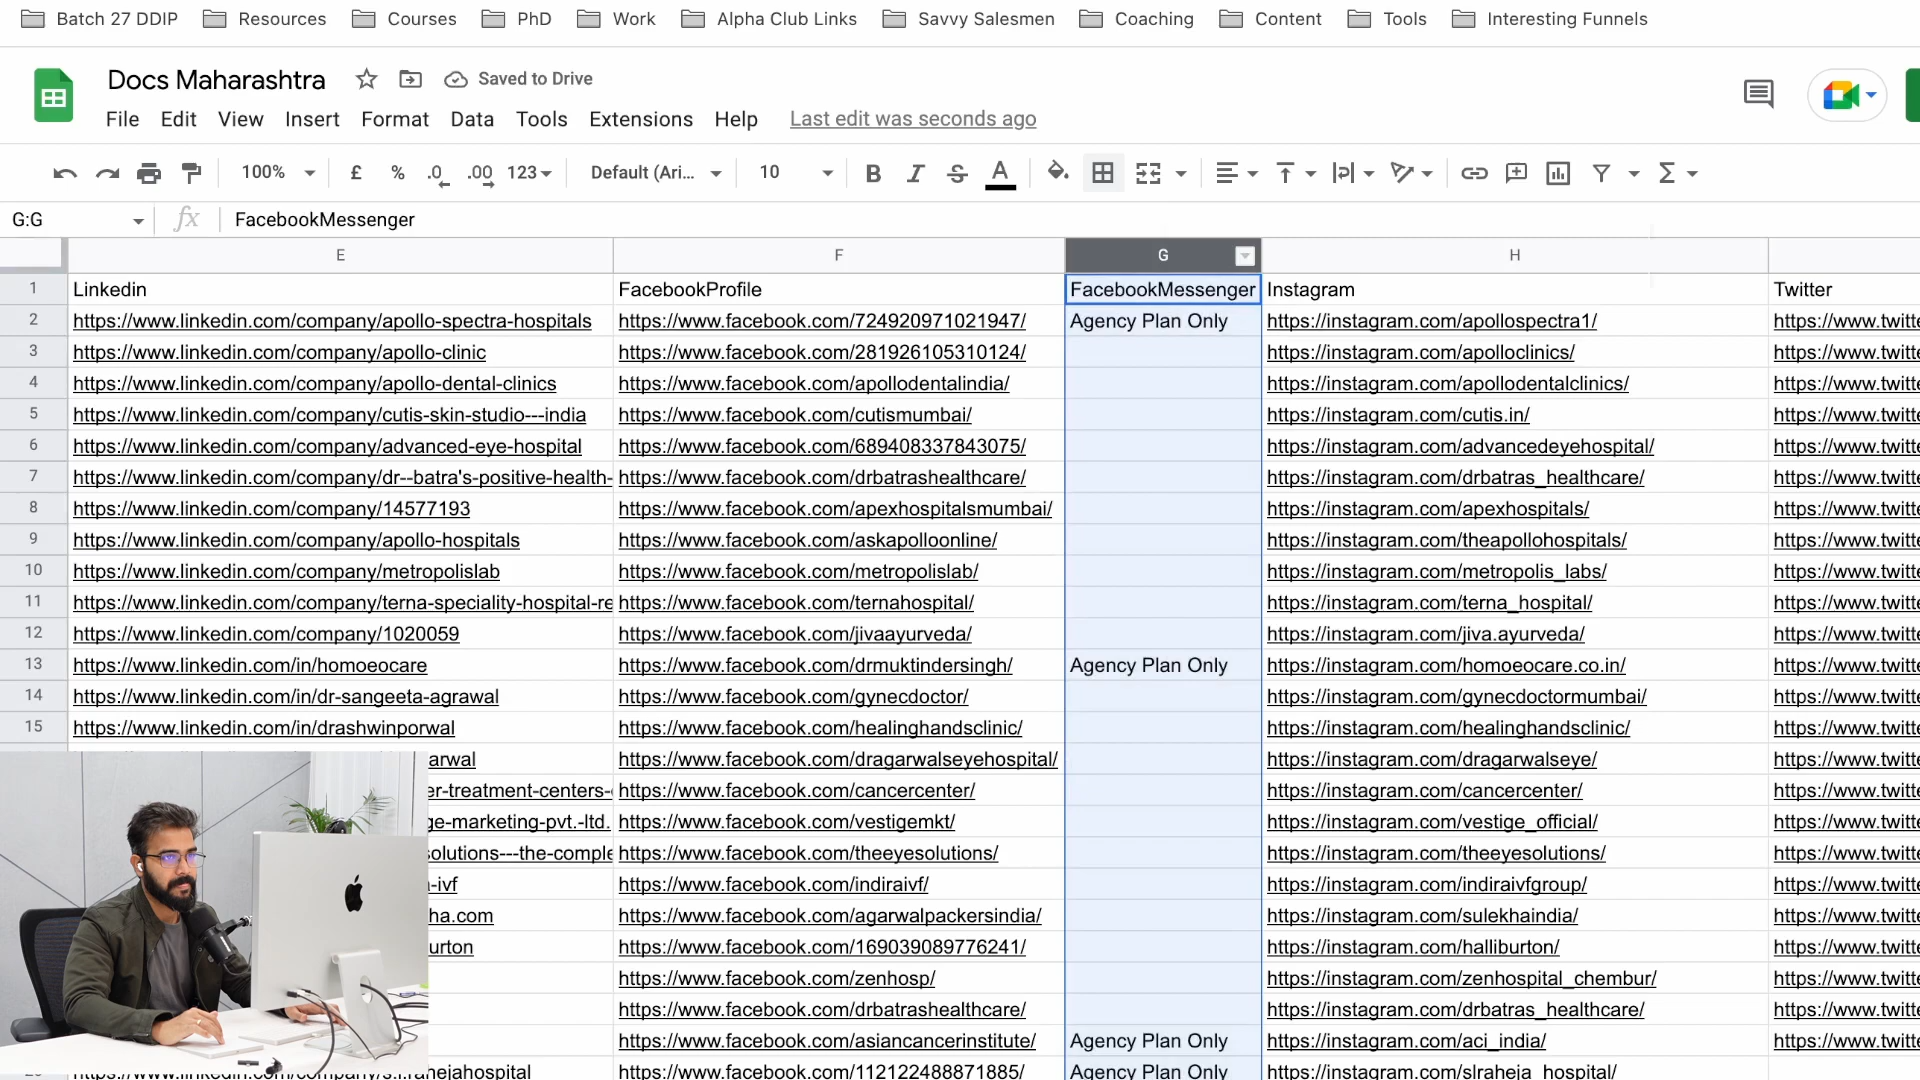 Batch 27 DDIP Resources Courses PhD Work Alpha Club Links Savvy Salesmen Coaching Content Tools Interesting Funnels
Docs Maharashtra Saved to Drive
File Edit View Insert Format Data Tools Extensions Help Last edit was seconds ago
100% £ % .0 .00 123 Default (Ari... 10 B I S A
G:G fx FacebookMessenger
E F G H
1 Linkedin FacebookProfile FacebookMessenger Instagram Twitter
2 https://www.linkedin.com/company/apollo-spectra-hospitals https://www.facebook.com/724920971021947/ Agency Plan Only https://instagram.com/apollospectra1/ https://www.twitte
3 https://www.linkedin.com/company/apollo-clinic https://www.facebook.com/281926105310124/ https://instagram.com/apolloclinics/ https://www.twitte
4 https://www.linkedin.com/company/apollo-dental-clinics https://www.facebook.com/apollodentalindia/ https://instagram.com/apollodentalclinics/ https://www.twitte
5 https://www.linkedin.com/company/cutis-skin-studio---india https://www.facebook.com/cutismumbai/ https://instagram.com/cutis.in/ https://www.twitte
6 https://www.linkedin.com/company/advanced-eye-hospital https://www.facebook.com/689408337843075/ https://instagram.com/advancedeyehospital/ https://www.twitte
7 https://www.linkedin.com/company/dr--batra's-positive-health- https://www.facebook.com/drbatrashealthcare/ https://instagram.com/drbatras_healthcare/ https://www.twitte
8 https://www.linkedin.com/company/14577193 https://www.facebook.com/apexhospitalsmumbai/ https://instagram.com/apexhospitals/ https://www.twitte
9 https://www.linkedin.com/company/apollo-hospitals https://www.facebook.com/askapolloonline/ https://instagram.com/theapollohospitals/ https://www.twitte
10 https://www.linkedin.com/company/metropolislab https://www.facebook.com/metropolislab/ https://instagram.com/metropolis_labs/ https://www.twitte
11 https://www.linkedin.com/company/terna-speciality-hospital-re https://www.facebook.com/ternahospital/ https://instagram.com/terna_hospital/ https://www.twitte
12 https://www.linkedin.com/company/1020059 https://www.facebook.com/jivaayurveda/ https://instagram.com/jiva.ayurveda/ https://www.twitte
13 https://www.linkedin.com/in/homoeocare https://www.facebook.com/drmuktindersingh/ Agency Plan Only https://instagram.com/homoeocare.co.in/ https://www.twitte
14 https://www.linkedin.com/in/dr-sangeeta-agrawal https://www.facebook.com/gynecdoctor/ https://instagram.com/gynecdoctormumbai/ https://www.twitte
15 https://www.linkedin.com/in/drashwinporwal https://www.facebook.com/healinghandsclinic/ https://instagram.com/healinghandsclinic/ https://www.twitte
arwal https://www.facebook.com/dragarwalseyehospital/ https://instagram.com/dragarwalseye/ https://www.twitte
er-treatment-centers- https://www.facebook.com/cancercenter/ https://instagram.com/cancercenter/ https://www.twitte
ge-marketing-pvt.-ltd. https://www.facebook.com/vestigemkt/ https://instagram.com/vestige_official/ https://www.twitte
solutions---the-comple https://www.facebook.com/theeyesolutions/ https://instagram.com/theeyesolutions/ https://www.twitte
-ivf https://www.facebook.com/indiraivf/ https://instagram.com/indiraivfgroup/ https://www.twitte
ha.com https://www.facebook.com/agarwalpackersindia/ https://instagram.com/sulekhaindia/ https://www.twitte
urton https://www.facebook.com/169039089776241/ https://instagram.com/halliburton/ https://www.twitte
https://www.facebook.com/zenhosp/ https://instagram.com/zenhospital_chembur/ https://www.twitte
https://www.facebook.com/drbatrashealthcare/ https://instagram.com/drbatras_healthcare/ https://www.twitte
https://www.facebook.com/asiancancerinstitute/ Agency Plan Only https://instagram.com/aci_india/ https://www.twitte
https://www.facebook.com/112122488871885/ Agency Plan Only https://instagram.com/slraheja_hospital/